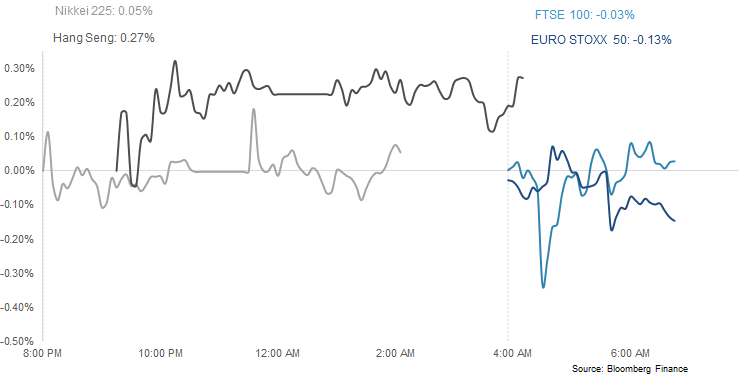 Nikkei 225: 0.05%
Hang Seng: 0.27%
FTSE 100: -0.03%
EURO STOXX 50: -0.13%
0.30%
0.20%
0.10%
0.00%
-0.10%
-0.20%
-0.30%
-0.40%
-0.50%
8:00 PM 10:00 PM 12:00 AM 2:00 AM 4:00 AM 6:00 AM
Source: Bloomberg Finance